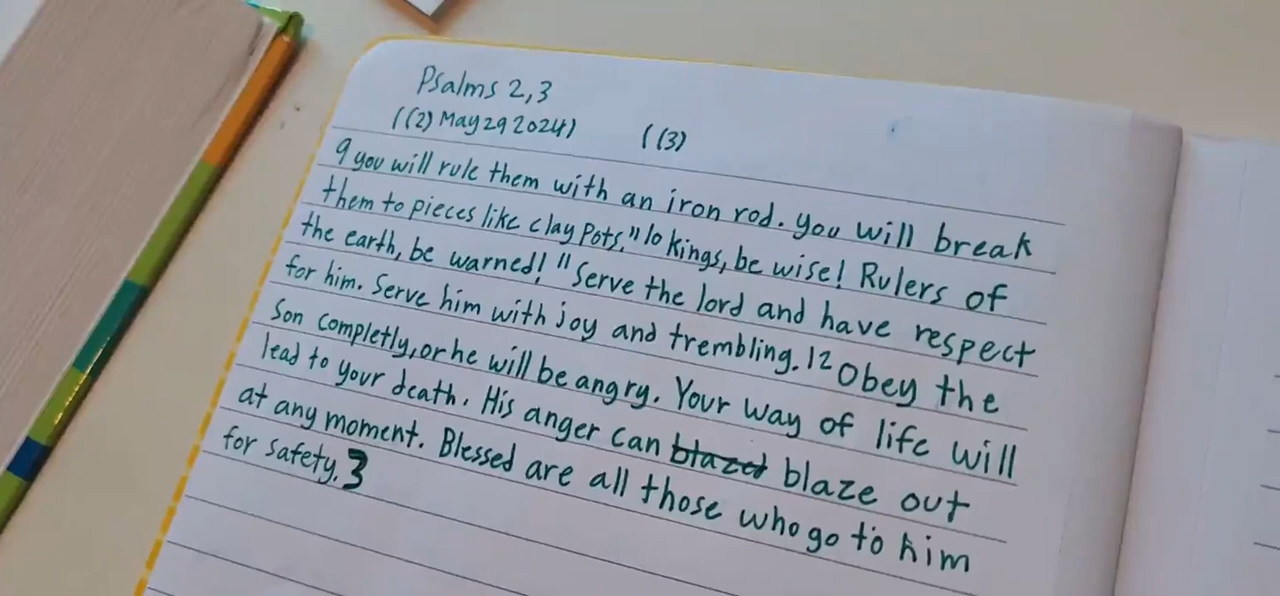 Psalms 2,3
((2) May 29 2024) ((3)
9 you will rule them with an iron rod. you will break
them to pieces like clay pots." 10 kings, be wise! Rulers of
the earth, be warned! 11 Serve the lord and have respect
for him. Serve him with joy and trembling. 12 Obey the
Son completly, or he will be angry. Your way of life will
lead to your death. His anger can blazed blaze out
at any moment. Blessed are all those who go to him
for safety. 3